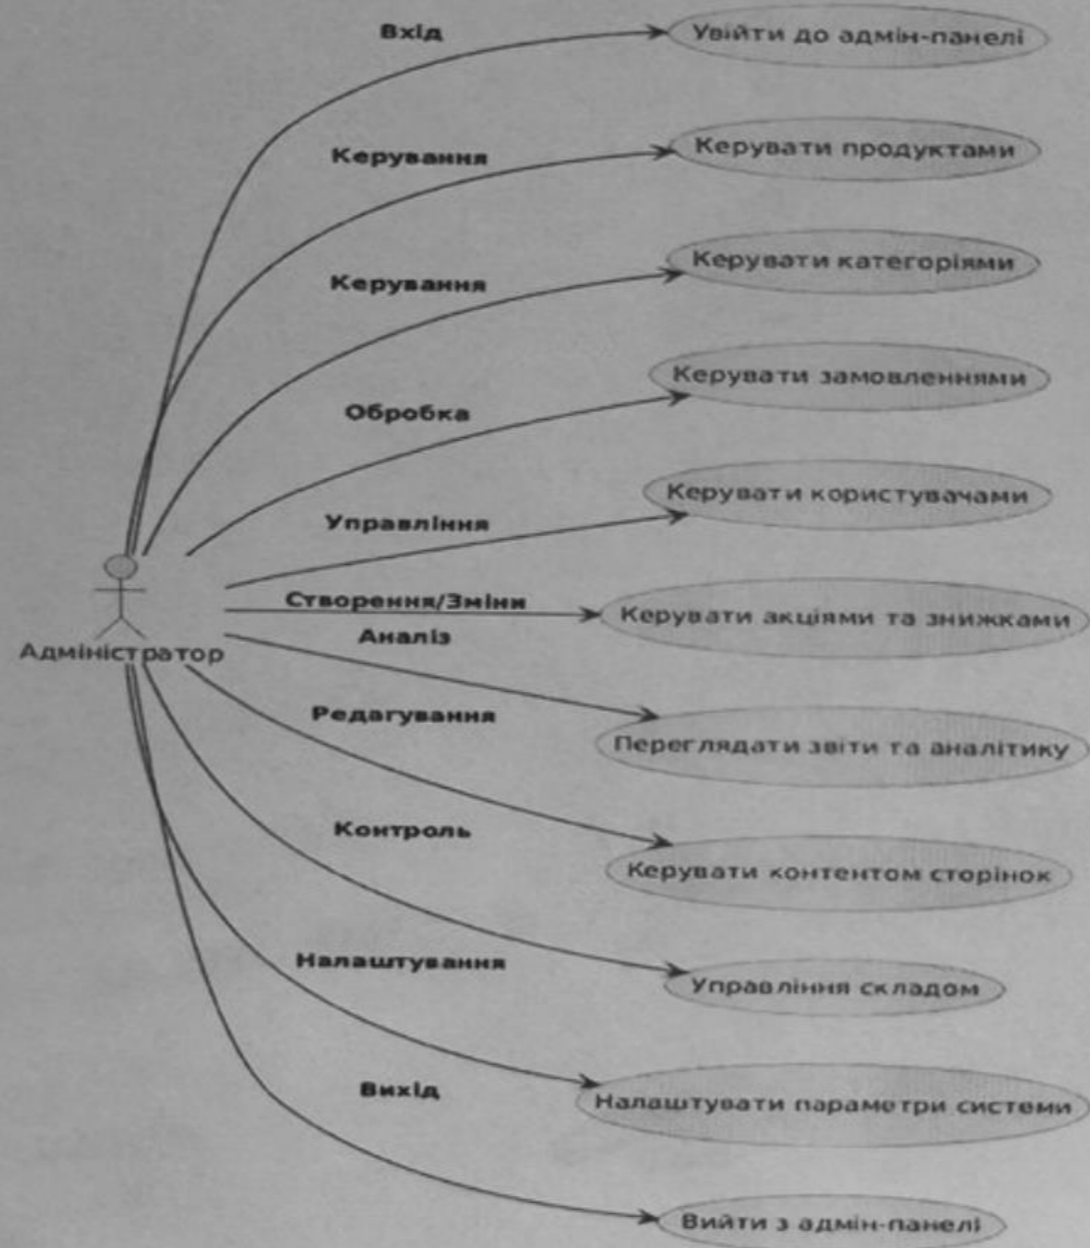 Вхід
Увійти до адмін-панелі
Керування
Керувати продуктами
Керування
Керувати категоріями
Обробка
Керувати замовленнями
Управління
Керувати користувачами
Створення/Зміни
Керувати акціями та знижками
Аналіз
Адміністратор
Переглядати звіти та аналітику
Редагування
Керувати контентом сторінок
Контроль
Управління складом
Налаштування
Налаштувати параметри системи
Вихід
Вийти з адмін-панелі